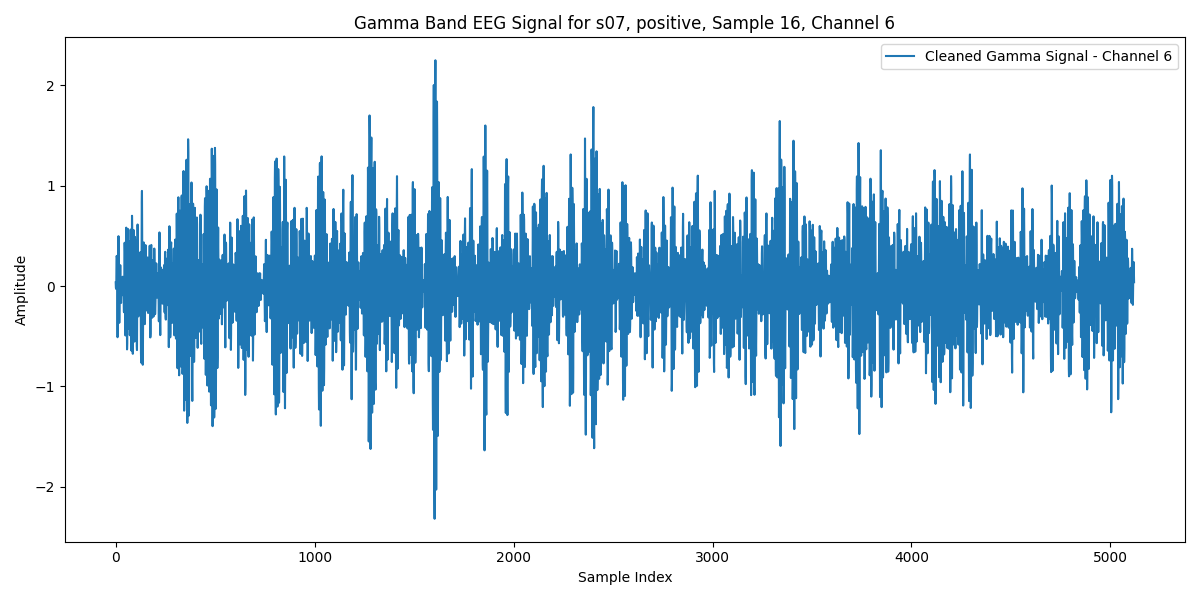 Gamma Band EEG Signal for s07, positive, Sample 16, Channel 6
Cleaned Gamma Signal - Channel 6
Amplitude
2
1
0
−1
−2
0 1000 2000 3000 4000 5000
Sample Index